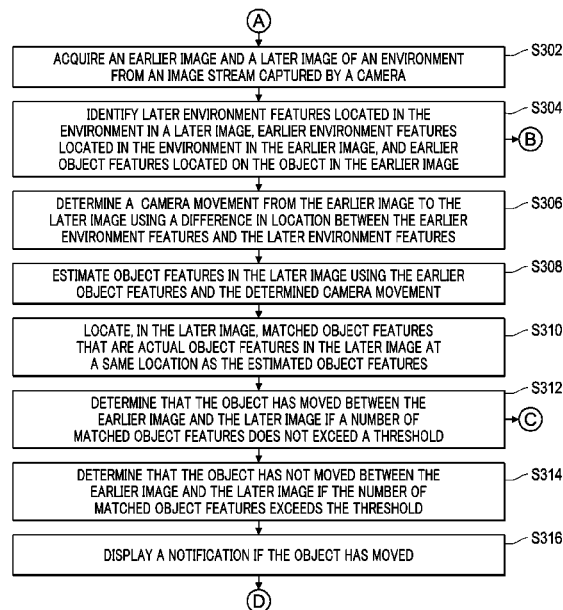 A
S302
ACQUIRE AN EARLIER IMAGE AND A LATER IMAGE OF AN ENVIRONMENT
FROM AN IMAGE STREAM CAPTURED BY A CAMERA
S304
IDENTIFY LATER ENVIRONMENT FEATURES LOCATED IN THE
ENVIRONMENT IN A LATER IMAGE, EARLIER ENVIRONMENT FEATURES
LOCATED IN THE ENVIRONMENT IN THE EARLIER IMAGE, AND EARLIER
OBJECT FEATURES LOCATED ON THE OBJECT IN THE EARLIER IMAGE
B
S306
DETERMINE A CAMERA MOVEMENT FROM THE EARLIER IMAGE TO THE
LATER IMAGE USING A DIFFERENCE IN LOCATION BETWEEN THE EARLIER
ENVIRONMENT FEATURES AND THE LATER ENVIRONMENT FEATURES
S308
ESTIMATE OBJECT FEATURES IN THE LATER IMAGE USING THE EARLIER
OBJECT FEATURES AND THE DETERMINED CAMERA MOVEMENT
S310
LOCATE, IN THE LATER IMAGE, MATCHED OBJECT FEATURES
THAT ARE ACTUAL OBJECT FEATURES IN THE LATER IMAGE AT
A SAME LOCATION AS THE ESTIMATED OBJECT FEATURES
S312
DETERMINE THAT THE OBJECT HAS MOVED BETWEEN THE
EARLIER IMAGE AND THE LATER IMAGE IF A NUMBER OF
MATCHED OBJECT FEATURES DOES NOT EXCEED A THRESHOLD
C
S314
DETERMINE THAT THE OBJECT HAS NOT MOVED BETWEEN THE
EARLIER IMAGE AND THE LATER IMAGE IF THE NUMBER OF
MATCHED OBJECT FEATURES EXCEEDS THE THRESHOLD
S316
DISPLAY A NOTIFICATION IF THE OBJECT HAS MOVED
D